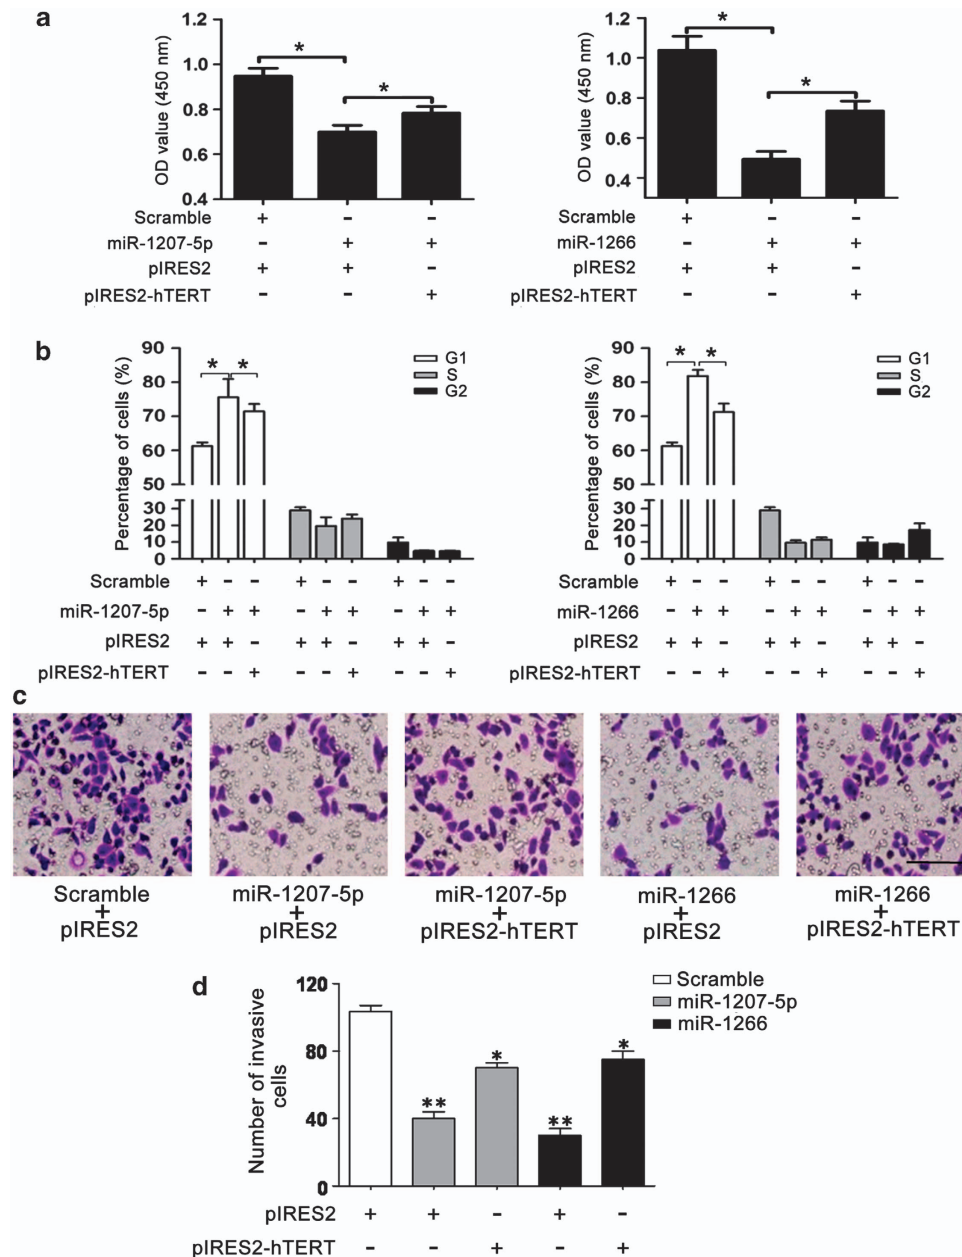 a
1.2
1.0
0.8
0.6
0.4
OD value (450 nm)
*
*
Scramble + - -
miR-1207-5p - + +
pIRES2 + + -
pIRES2-hTERT - - +
1.2
1.0
0.8
0.6
0.4
OD value (450 nm)
*
*
Scramble + - -
miR-1266 - + +
pIRES2 + + -
pIRES2-hTERT - - +
b
90
80
70
60
50
30
20
10
0
Percentage of cells (%)
* *
G1
S
G2
Scramble + - - + - - + - -
miR-1207-5p - + + - + + - + +
pIRES2 + + - + + - + + -
pIRES2-hTERT - - + - - + - - +
90
80
70
60
50
30
20
10
0
Percentage of cells (%)
* *
G1
S
G2
Scramble + - - + - - + - -
miR-1266 - + + - + + - + +
pIRES2 + + - + + - + + -
pIRES2-hTERT - - + - - + - - +
c
Scramble
+
pIRES2
miR-1207-5p
+
pIRES2
miR-1207-5p
+
pIRES2-hTERT
miR-1266
+
pIRES2
miR-1266
+
pIRES2-hTERT
d
120
80
40
0
Number of invasive
cells
**
*
**
*
Scramble
miR-1207-5p
miR-1266
pIRES2 + + - + -
pIRES2-hTERT - - + - +